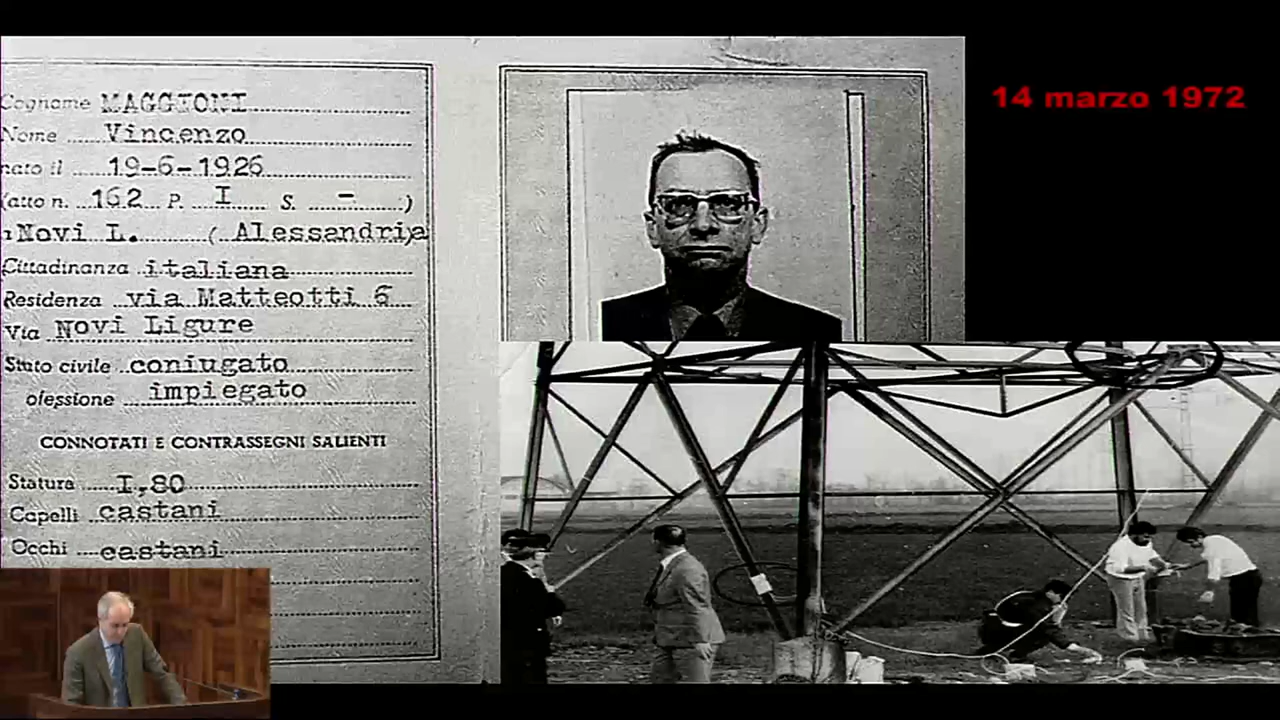 Cognome MAGGIONI
Nome Vincenzo
nato il 19-6-1926
(atto n. 162 P. I S. - )
a Novi L. ( Alessandria
Cittadinanza italiana
Residenza via Matteotti 6
Via Novi Ligure
Stato civile coniugato
ofessione impiegato
CONNOTATI E CONTRASSEGNI SALIENTI
Statura I,80
Capelli castani
Occhi castani
14 marzo 1972